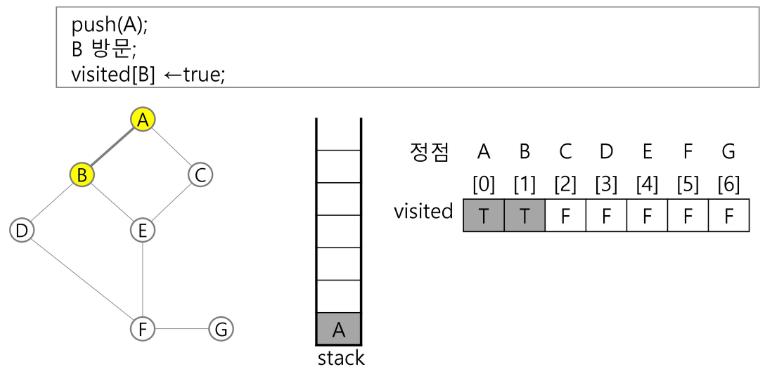 push(A);
B 방문;
visited[B] ←true;
A
B
C
D
E
F
G
A
stack
정점 A B C D E F G
[0] [1] [2] [3] [4] [5] [6]
visited T T F F F F F